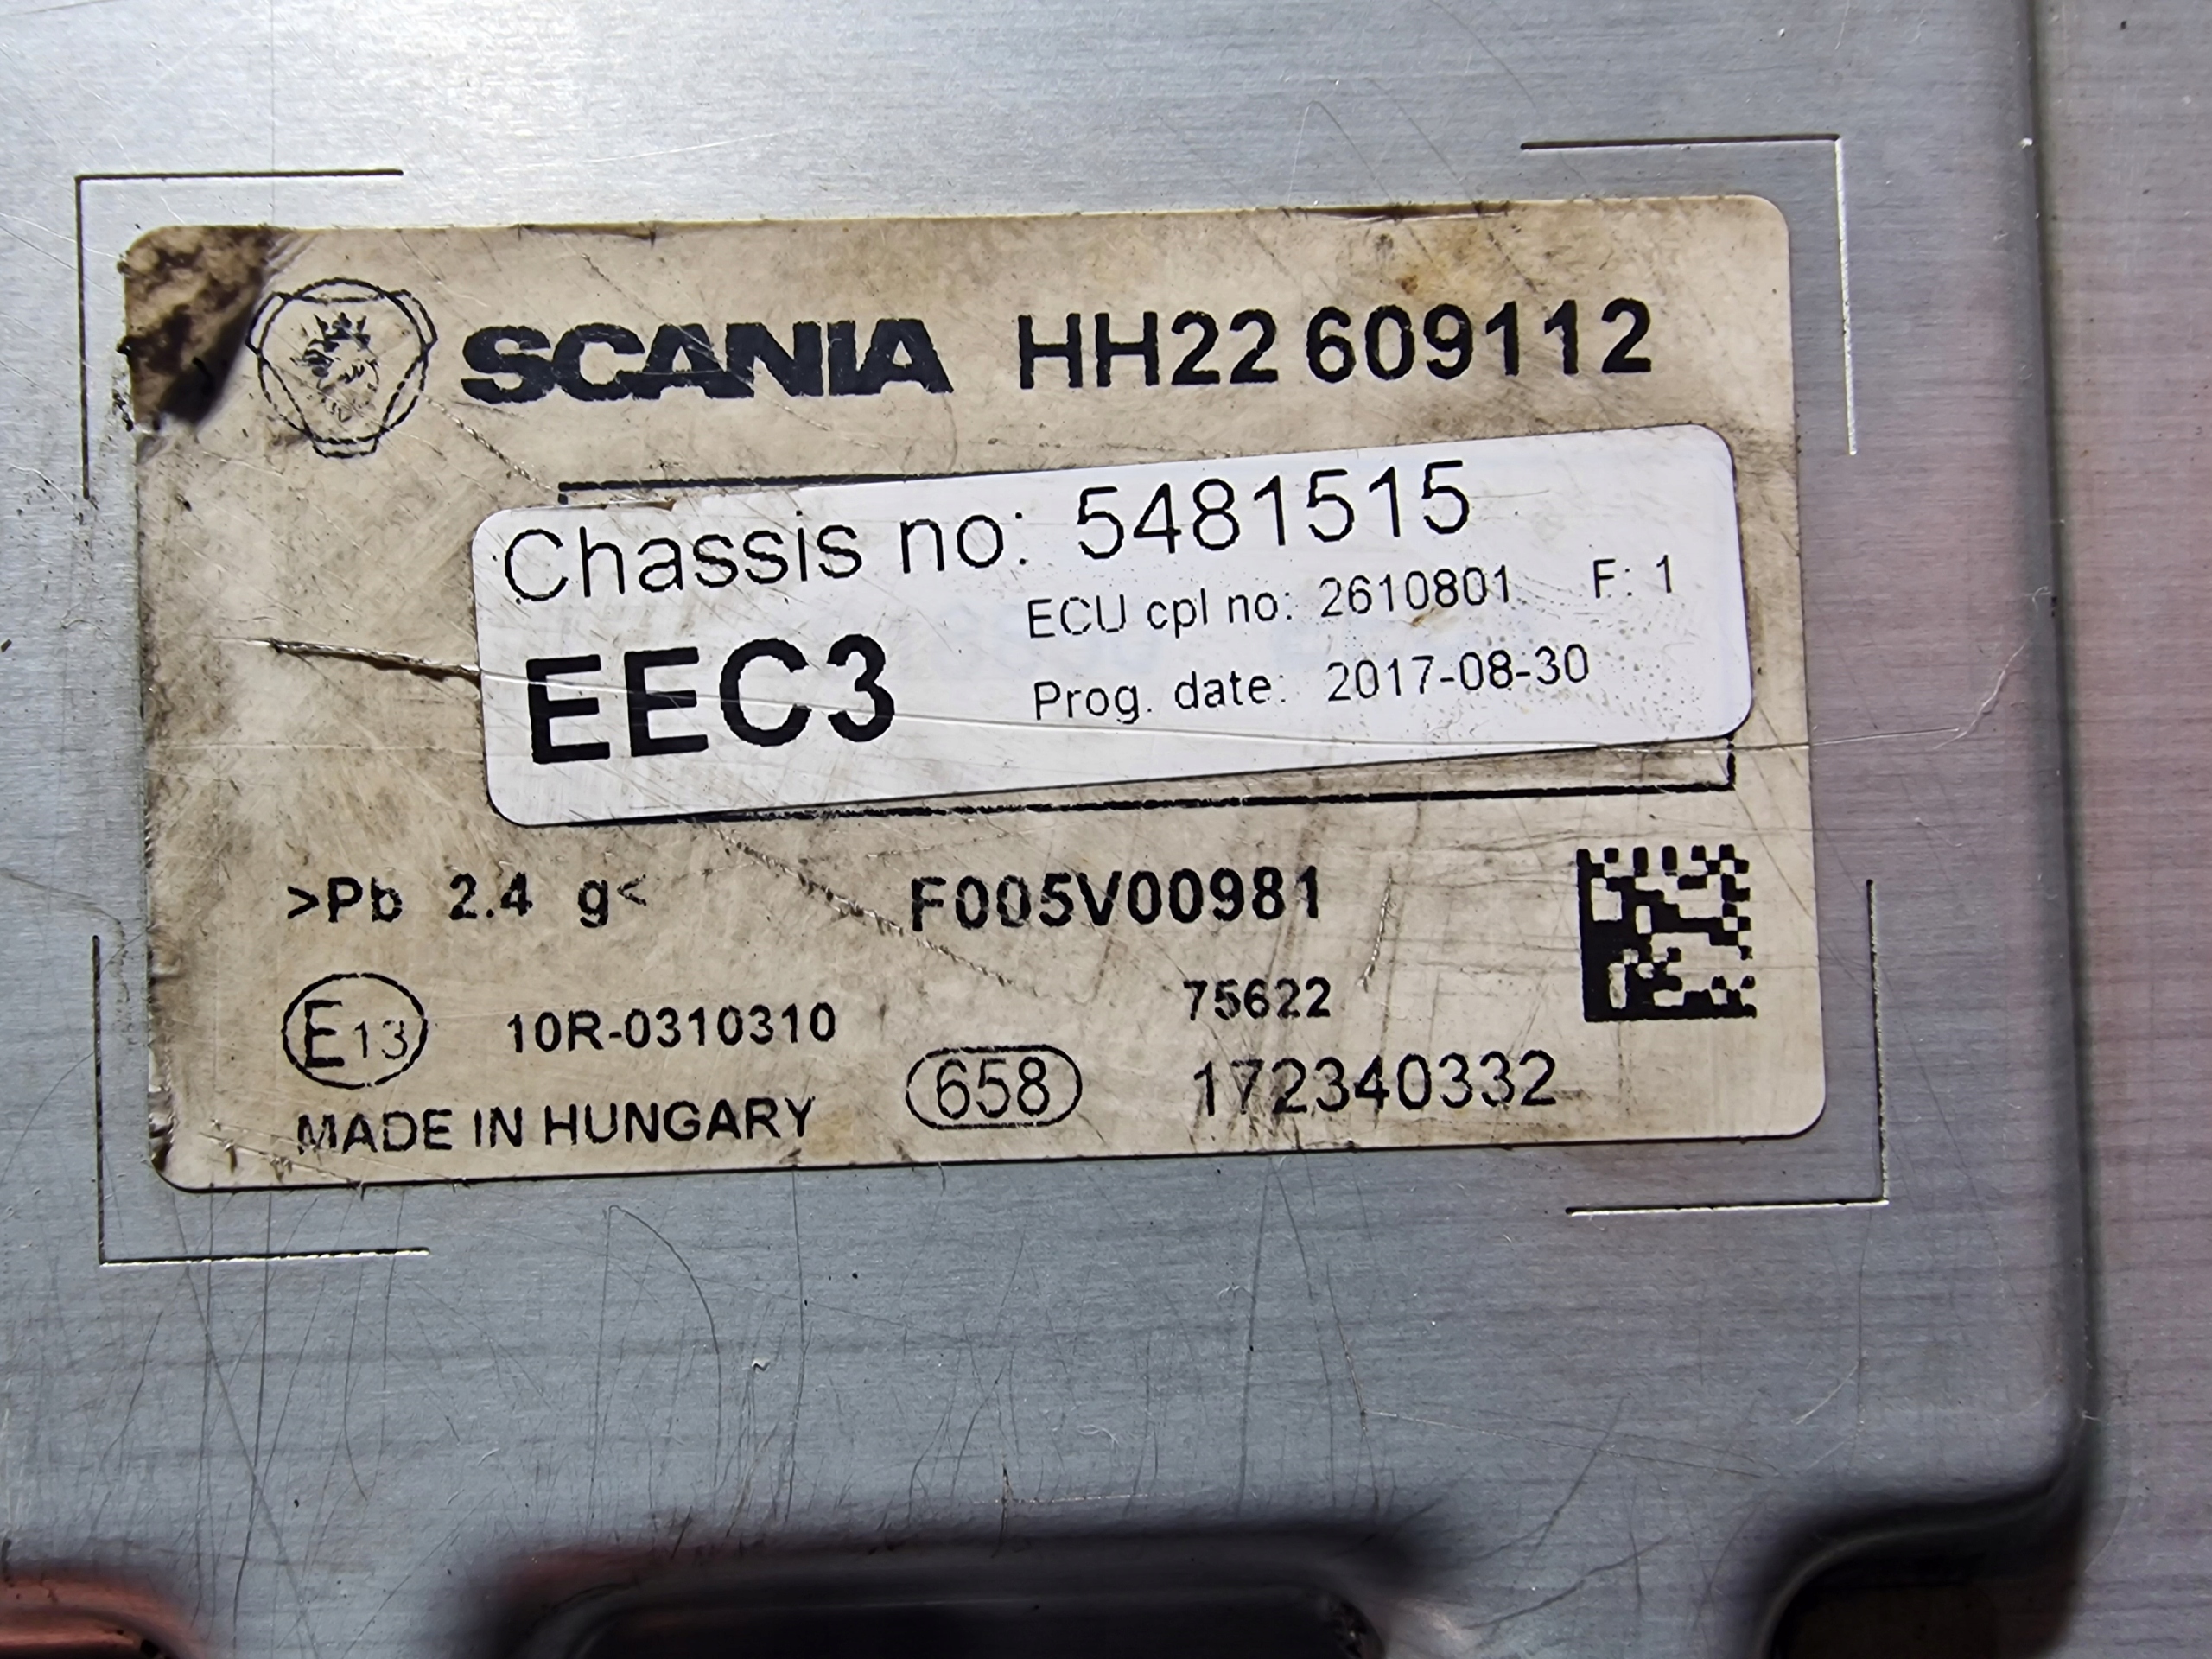 SCANIA HH22 609112
Chassis no: 5481515
ECU cpl no: 2610801 F: 1
EEC3
Prog. date: 2017-08-30
>Pb 2.4 g< F005V00981
75622
E13 10R-0310310
658 172340332
MADE IN HUNGARY